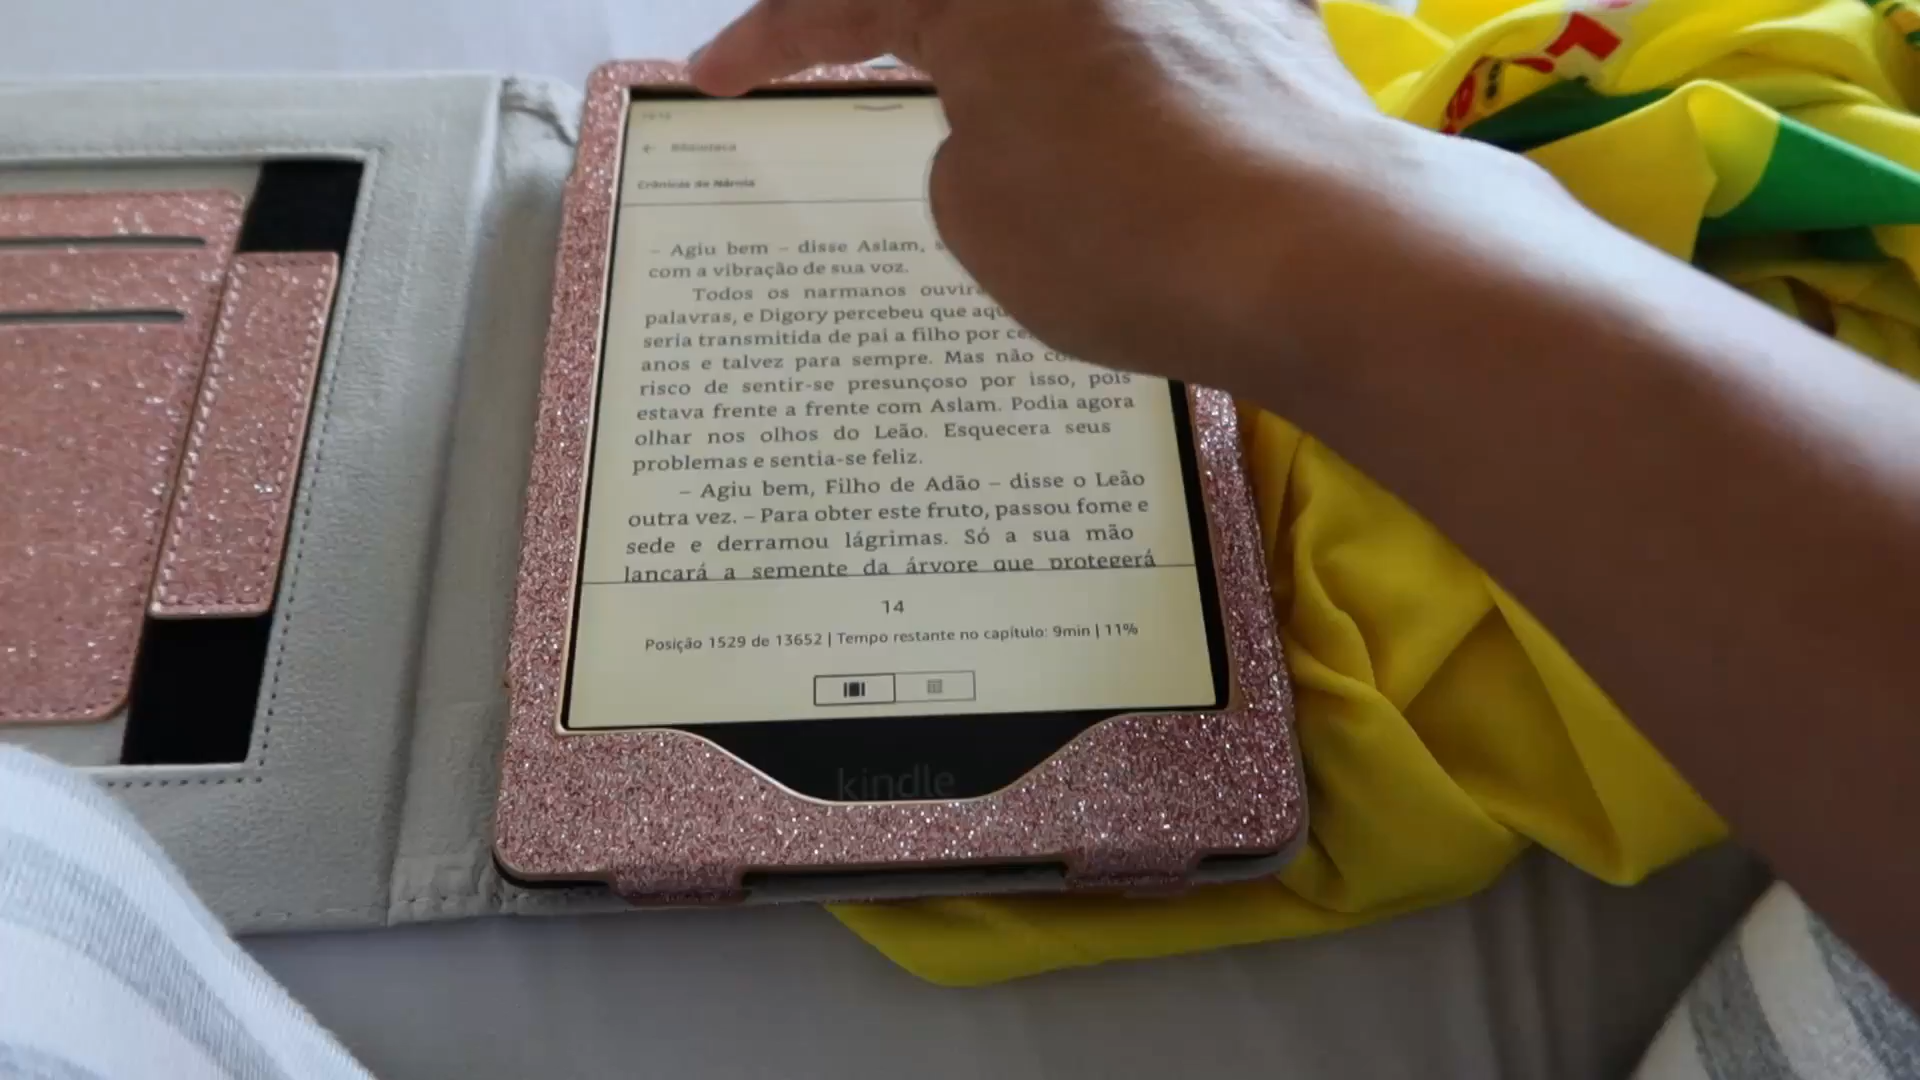 Biblioteca
Crônicas de Nárnia
– Agiu bem – disse Aslam,
com a vibração de sua voz.
Todos os narnianos
palavras, e Digory percebeu que
seria transmitida de pai a filho por
anos e talvez para sempre. Mas não
risco de sentir-se presunçoso por isso, pois
estava frente a frente com Aslam. Podia agora
olhar nos olhos do Leão. Esquecera seus
problemas e sentia-se feliz.
– Agiu bem, Filho de Adão – disse o Leão
outra vez. – Para obter este fruto, passou fome e
sede e derramou lágrimas. Só a sua mão
lançará a semente da árvore que protegerá
14
Posição 1529 de 13652 | Tempo restante no capítulo: 9min | 11%
kindle